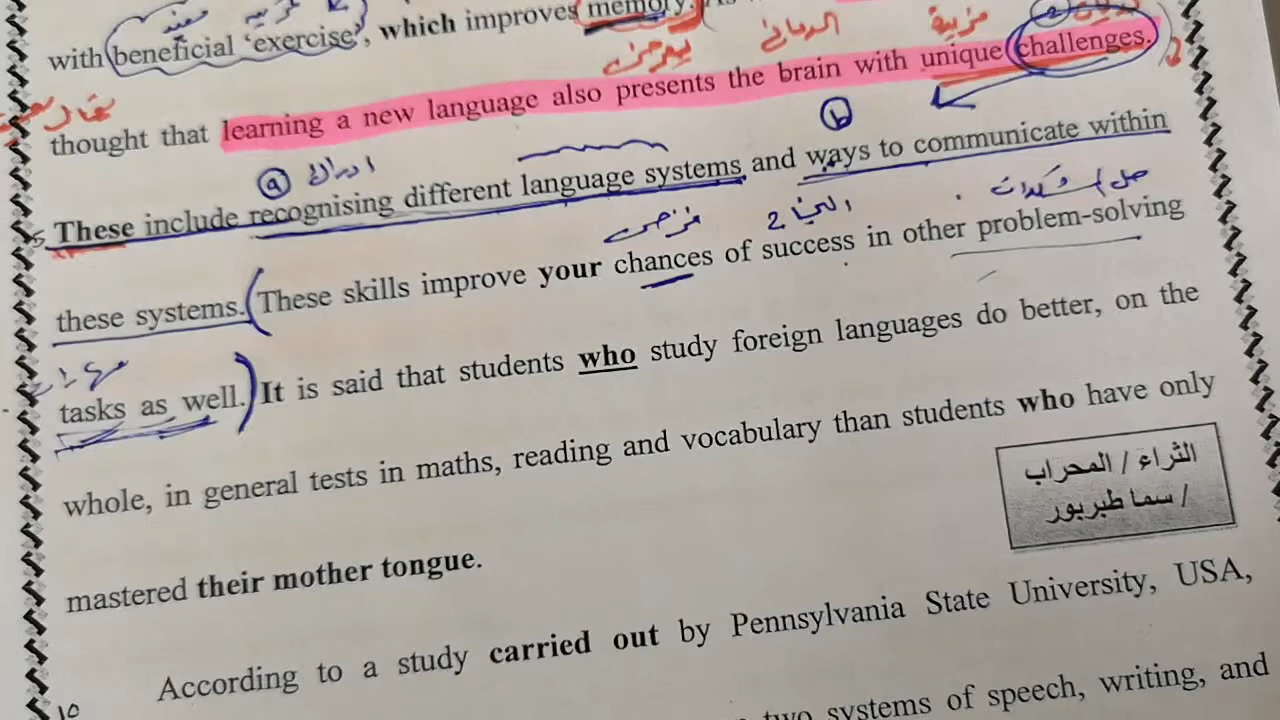 with beneficial ‘exercise’, which improves memory.
thought that learning a new language also presents the brain with unique challenges.
ⓐ ادراك
ⓑ
These include recognising different language systems and ways to communicate within
فرص
النجاح
these systems. (These skills improve your chances of success in other problem-solving
tasks as well.) It is said that students who study foreign languages do better, on the
whole, in general tests in maths, reading and vocabulary than students who have only
الثراء / المحراب
/ سما طبربور
mastered their mother tongue.
According to a study carried out by Pennsylvania State University, USA,
two systems of speech, writing, and